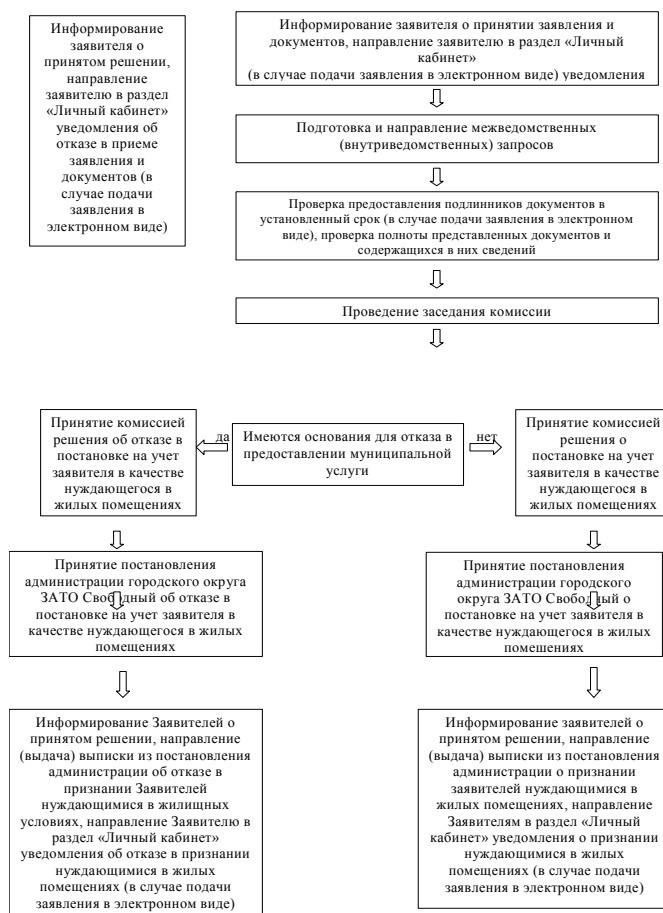 Информирование
заявителя о
принятом решении,
направление
заявителю в раздел
«Личный кабинет»
уведомления об
отказе в приеме
заявления и
документов (в
случае подачи
заявления в
электронном виде)
Информирование заявителя о принятии заявления и
документов, направление заявителю в раздел «Личный
кабинет»
(в случае подачи заявления в электронном виде) уведомления
Подготовка и направление межведомственных
(внутриведомственных) запросов
Проверка предоставления подлинников документов в
установленный срок (в случае подачи заявления в электронном
виде), проверка полноты представленных документов и
содержащихся в них сведений
Проведение заседания комиссии
Принятие комиссией
решения об отказе в
постановке на учет
заявителя в качестве
нуждающегося в
жилых помещениях
да
Имеются основания для отказа в
предоставлении муниципальной
услуги
нет
Принятие комиссией
решения о
постановке на учет
заявителя в качестве
нуждающегося в
жилых помещениях
Принятие постановления
администрации городского округа
ЗАТО Свободный об отказе в
постановке на учет заявителя в
качестве нуждающегося в жилых
помещениях
Принятие постановления
администрации городского
округа ЗАТО Свободный о
постановке на учет заявителя в
качестве нуждающегося в жилых
помещениях
Информирование Заявителей о
принятом решении, направление
(выдача) выписки из постановления
администрации об отказе в
признании Заявителей
нуждающимися в жилищных
условиях, направление Заявителю в
раздел «Личный кабинет»
уведомления об отказе в признании
нуждающимися в жилых
помещениях (в случае подачи
заявления в электронном виде)
Информирование заявителей о
принятом решении, направление
(выдача) выписки из постановления
администрации о признании
заявителей нуждающимися в
жилых помещениях, направление
Заявителям в раздел «Личный
кабинет» уведомления о признании
нуждающимися в жилых
помещениях (в случае подачи
заявления в электронном виде)